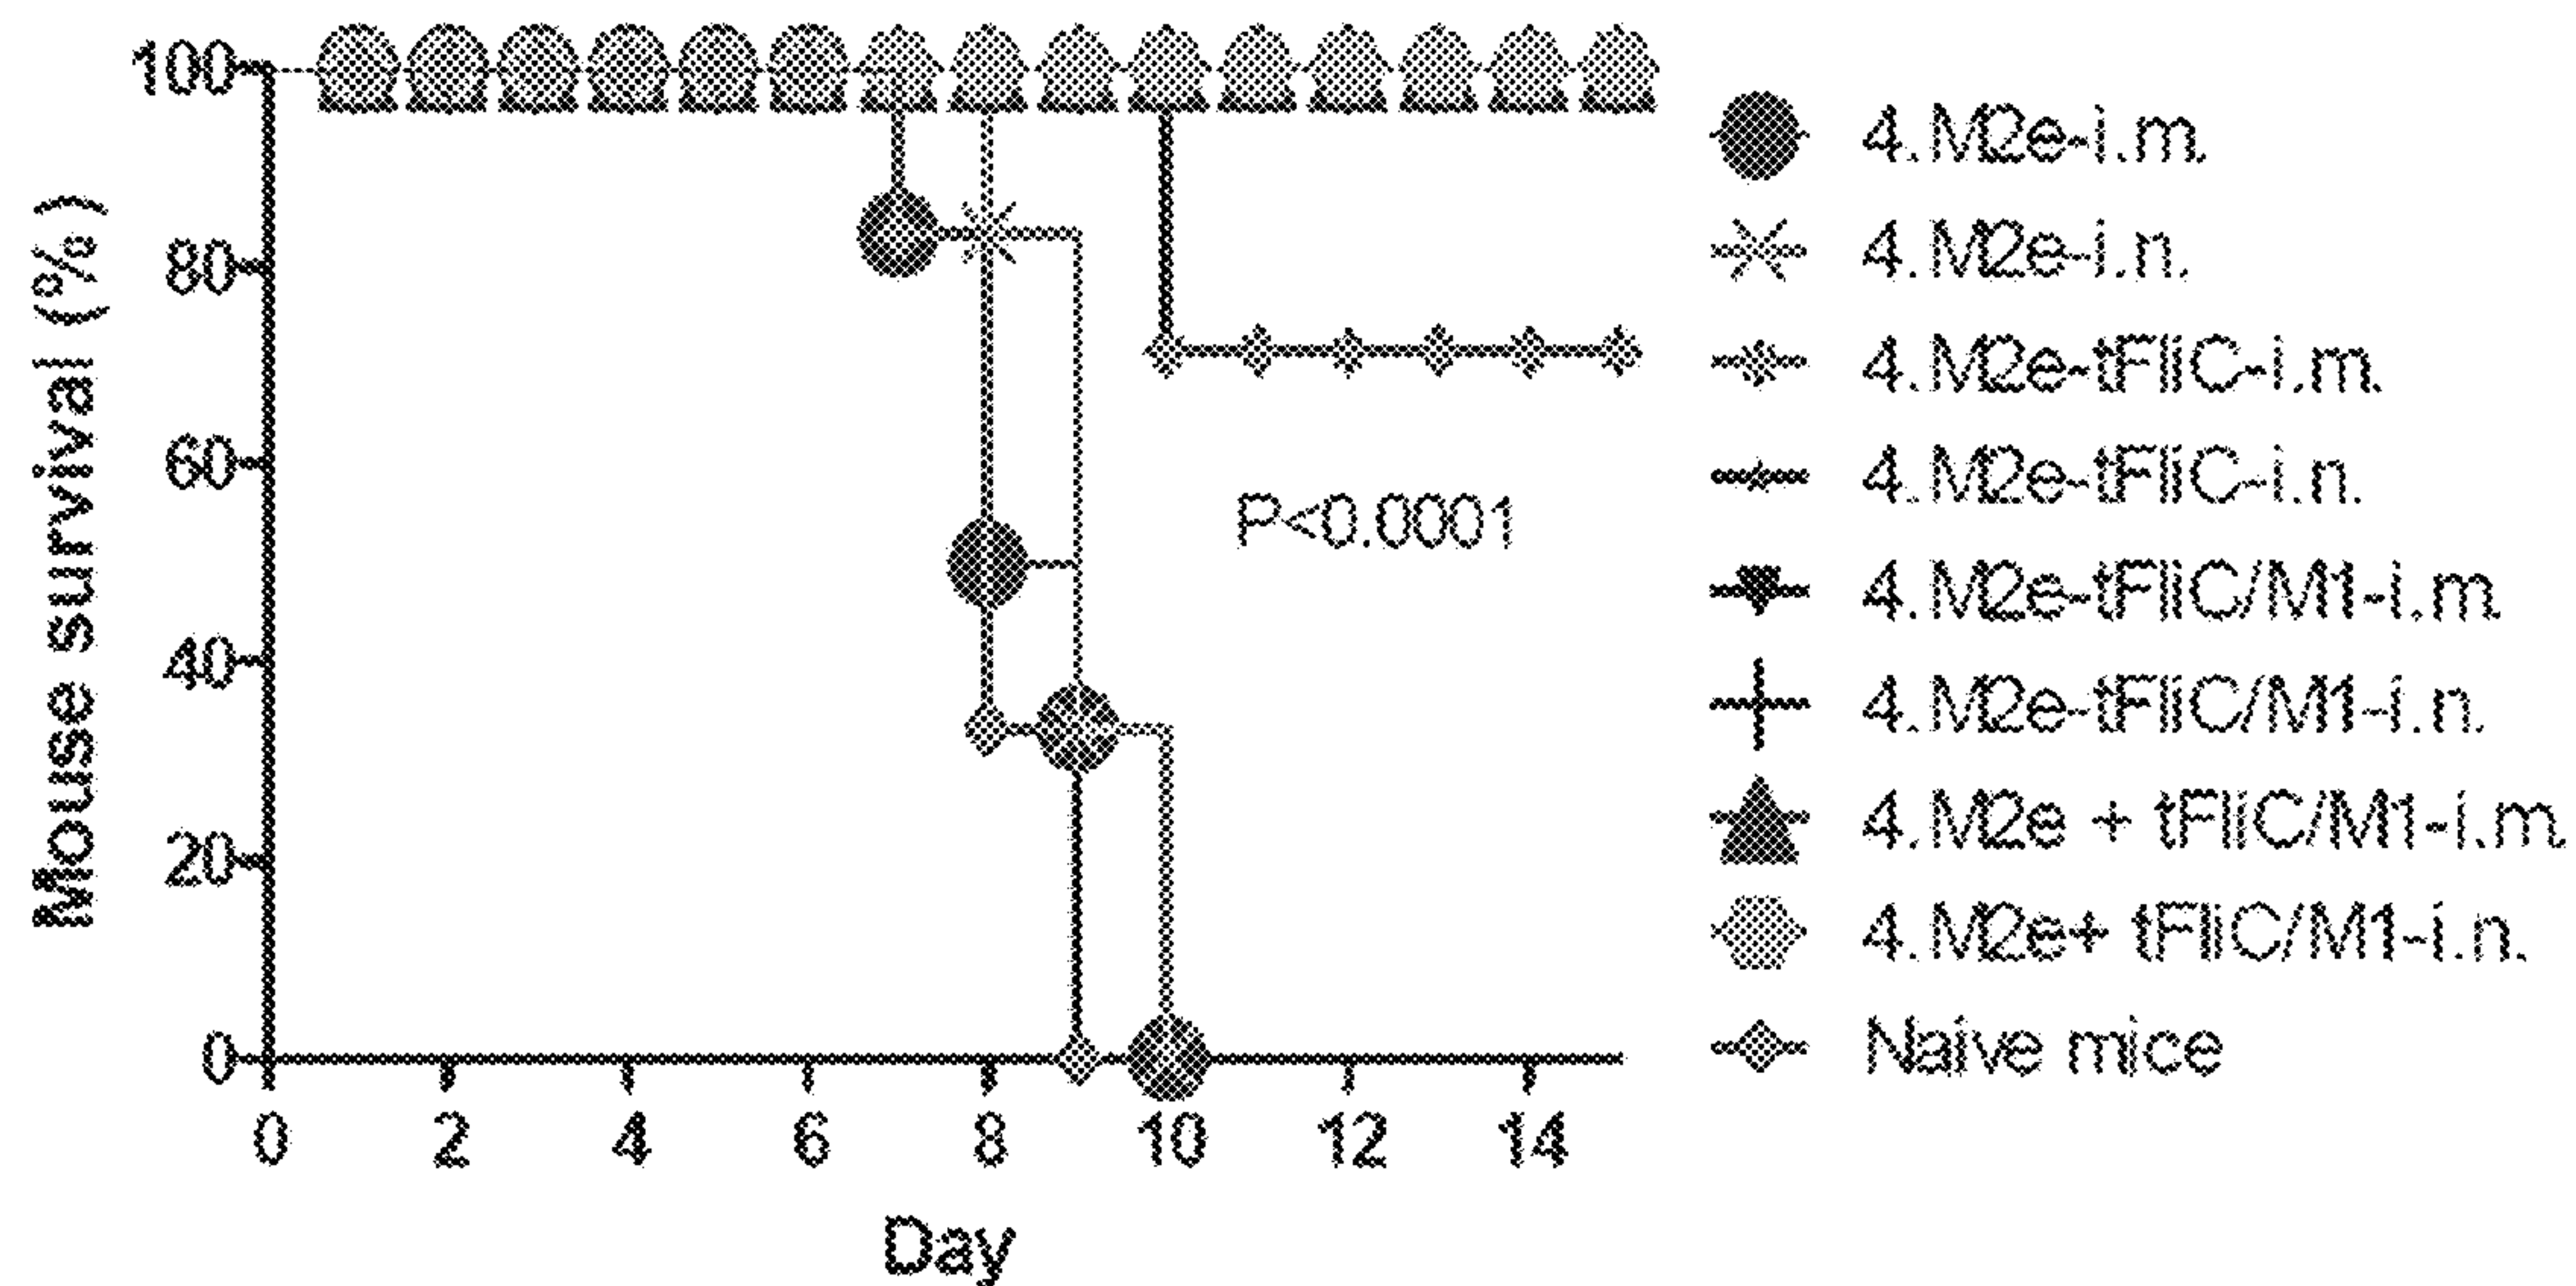 Mouse survival (%)
100
80
60
40
20
0
0 2 4 6 8 10 12 14
Day
P<0.0001
4.M2e-i.m.
4.M2e-i.n.
4.M2e-tFliC-i.m.
4.M2e-tFliC-i.n.
4.M2e-tFliC/M1-i.m.
4.M2e-tFliC/M1-i.n.
4.M2e + tFliC/M1-i.m.
4.M2e+ tFliC/M1-i.n.
Naive mice